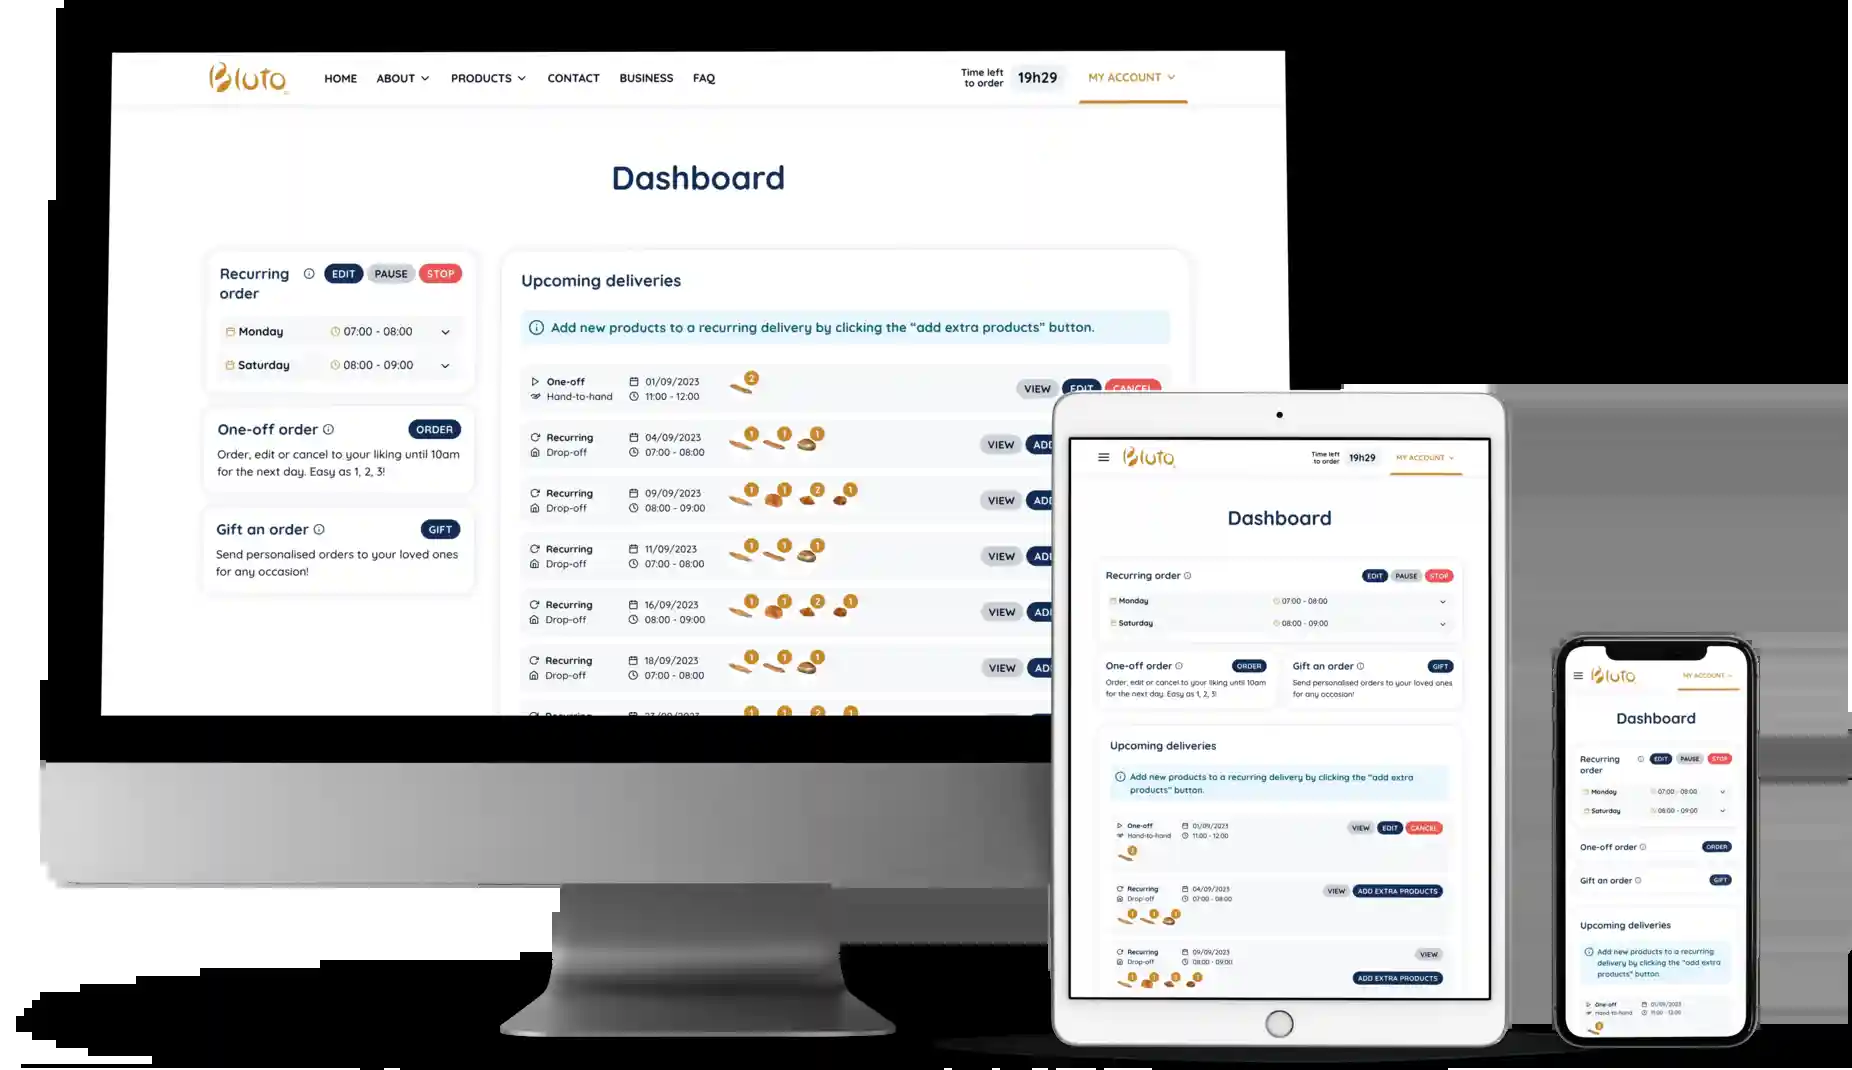 Bluto
HOME ABOUT PRODUCTS CONTACT BUSINESS FAQ
Time left
to order
19h29
MY ACCOUNT
Dashboard
Recurring
order
EDIT PAUSE STOP
Monday 07:00 - 08:00
Saturday 08:00 - 09:00
One-off order ORDER
Order, edit or cancel to your liking until 10am
for the next day. Easy as 1, 2, 3!
Gift an order GIFT
Send personalised orders to your loved ones
for any occasion!
Upcoming deliveries
Add new products to a recurring delivery by clicking the “add extra products” button.
One-off 01/09/2023 2
Hand-to-hand 11:00 - 12:00
VIEW EDIT CANCEL
Recurring 04/09/2023 1 1 1
Drop-off 07:00 - 08:00
VIEW ADD
Recurring 09/09/2023 1 1 2 1
Drop-off 08:00 - 09:00
VIEW ADD
Recurring 11/09/2023 1 1 1
Drop-off 07:00 - 08:00
VIEW ADD
Recurring 16/09/2023 1 1 2 1
Drop-off 08:00 - 09:00
VIEW ADD
Recurring 18/09/2023 1 1 1
Drop-off 07:00 - 08:00
VIEW ADD
Recurring 23/09/2023 1 1 2 1
Bluto
Time left
to order
19h29
MY ACCOUNT
Dashboard
Recurring order EDIT PAUSE STOP
Monday 07:00 - 08:00
Saturday 08:00 - 09:00
One-off order ORDER
Order, edit or cancel to your liking until 10am
for the next day. Easy as 1, 2, 3!
Gift an order GIFT
Send personalised orders to your loved ones
for any occasion!
Upcoming deliveries
Add new products to a recurring delivery by clicking the “add extra
products” button.
One-off 01/09/2023 VIEW EDIT CANCEL
Hand-to-hand 11:00 - 12:00
2
Recurring 04/09/2023 VIEW ADD EXTRA PRODUCTS
Drop-off 07:00 - 08:00
1 1 1
Recurring 09/09/2023 VIEW
Drop-off 08:00 - 09:00
1 1 2 1 ADD EXTRA PRODUCTS
Bluto
MY ACCOUNT
Dashboard
Recurring
order
EDIT PAUSE STOP
Monday 07:00 - 08:00
Saturday 08:00 - 09:00
One-off order ORDER
Gift an order GIFT
Upcoming deliveries
Add new products to a recurring
delivery by clicking the “add extra
products” button.
One-off 01/09/2023
Hand-to-hand 11:00 - 12:00
2